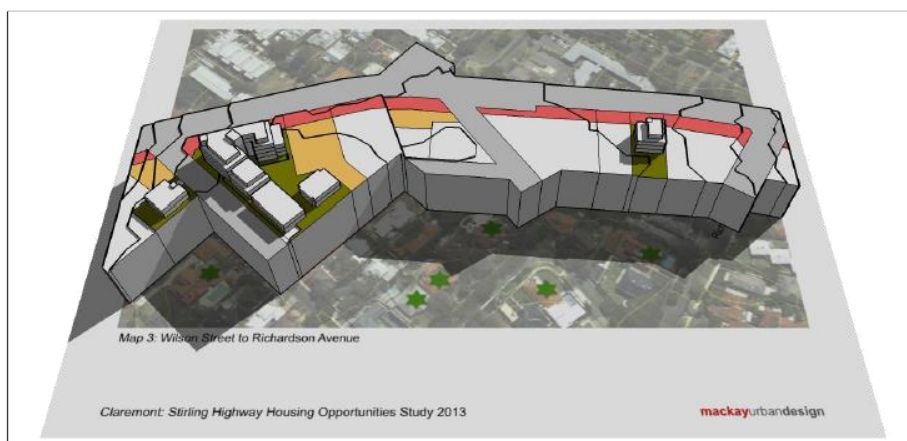 Map 3: Wilson Street to Richardson Avenue
Claremont: Stirling Highway Housing Opportunities Study 2013
mackayurbandesign